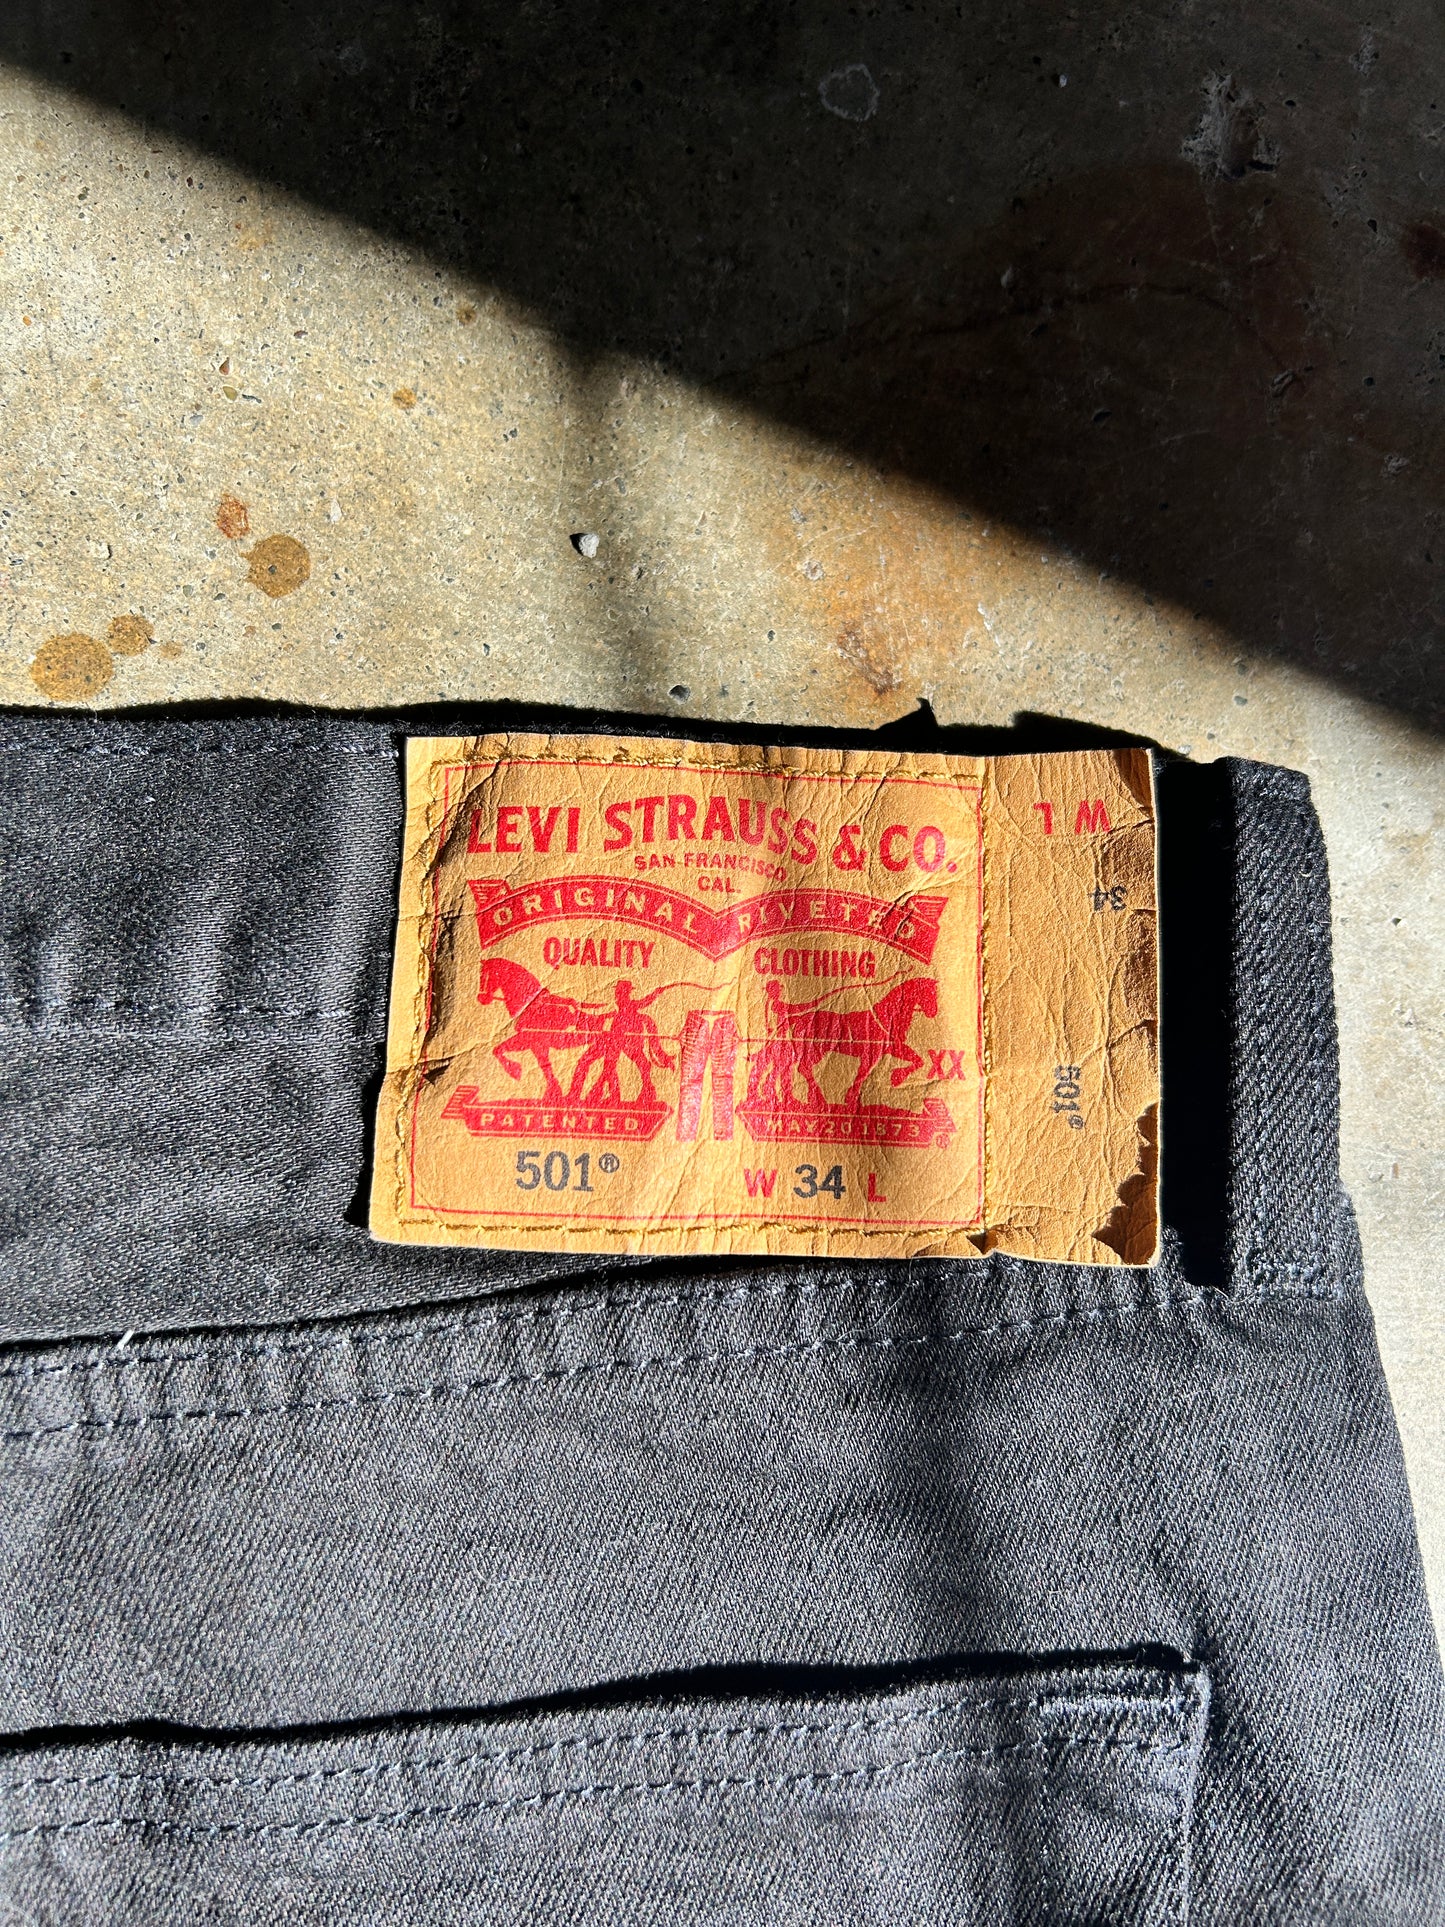 LEVI STRAUSS & CO.
SAN FRANCISCO
CAL.
ORIGINAL RIVETED
QUALITY CLOTHING
XX
PATENTED MAY 20 1873 ®
501® W 34 L
W L
34
501®